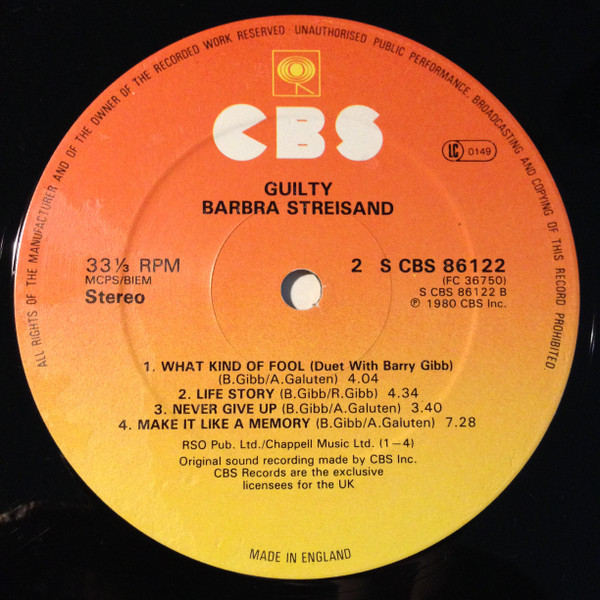 ALL RIGHTS OF THE MANUFACTURER AND OF THE OWNER OF THE RECORDED WORK RESERVED UNAUTHORISED PUBLIC PERFORMANCE, BROADCASTING AND COPYING OF THIS RECORD PROHIBITED.
CBS
LC 0149
GUILTY
BARBRA STREISAND
33⅓ RPM
MCPS/BIEM
Stereo
2 S CBS 86122
(FC 36750)
S CBS 86122 B
℗ 1980 CBS Inc.
1. WHAT KIND OF FOOL (Duet With Barry Gibb)
(B.Gibb/A.Galuten) 4.04
2. LIFE STORY (B.Gibb/R.Gibb) 4.34
3. NEVER GIVE UP (B.Gibb/A.Galuten) 3.40
4. MAKE IT LIKE A MEMORY (B.Gibb/A.Galuten) 7.28
RSO Pub. Ltd./Chappell Music Ltd. (1—4)
Original sound recording made by CBS Inc.
CBS Records are the exclusive
licensees for the UK
MADE IN ENGLAND